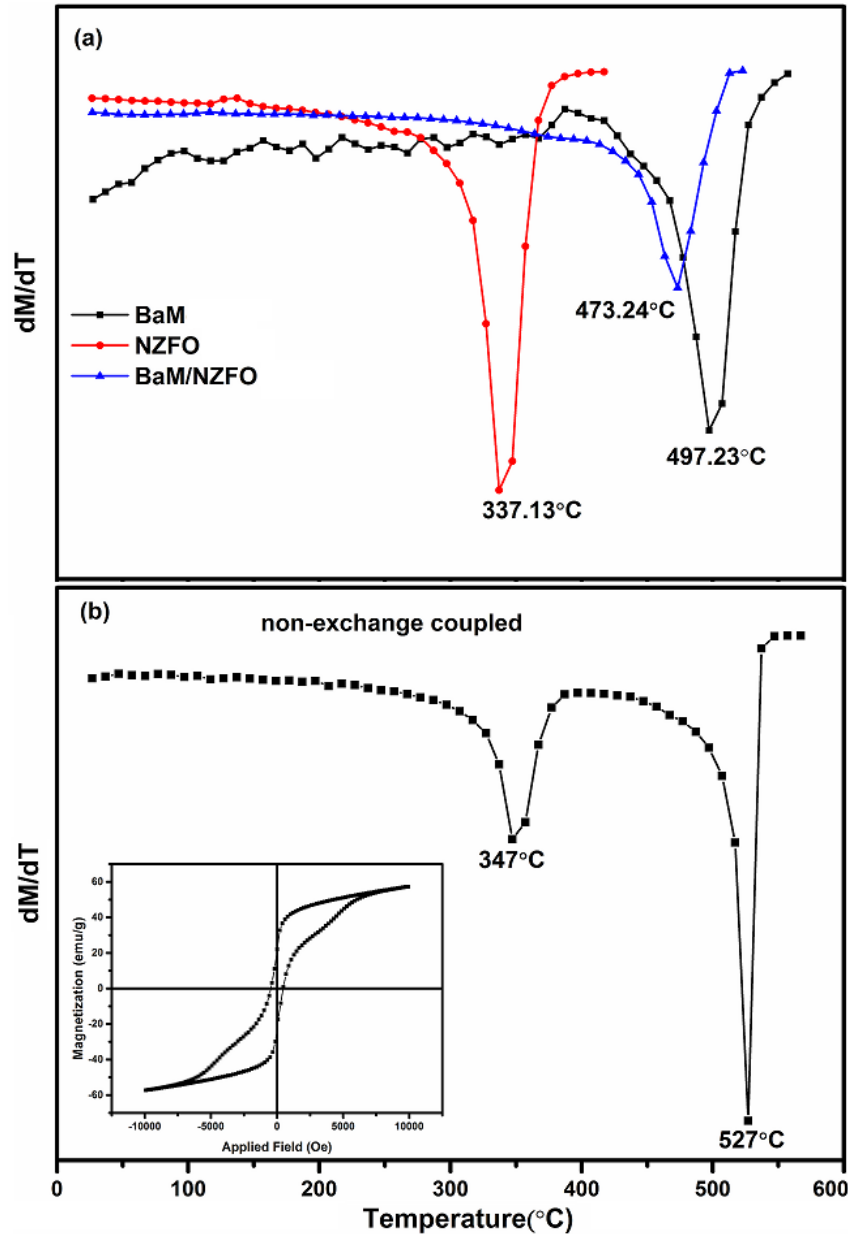 (a)
dM/dT
BaM
NZFO
BaM/NZFO
473.24°C
497.23°C
337.13°C
(b)
non-exchange coupled
dM/dT
347°C
527°C
Magnetization (emu/g)
60
40
20
0
-20
-40
-60
-10000 -5000 0 5000 10000
Applied Field (Oe)
0 100 200 300 400 500 600
Temperature(°C)